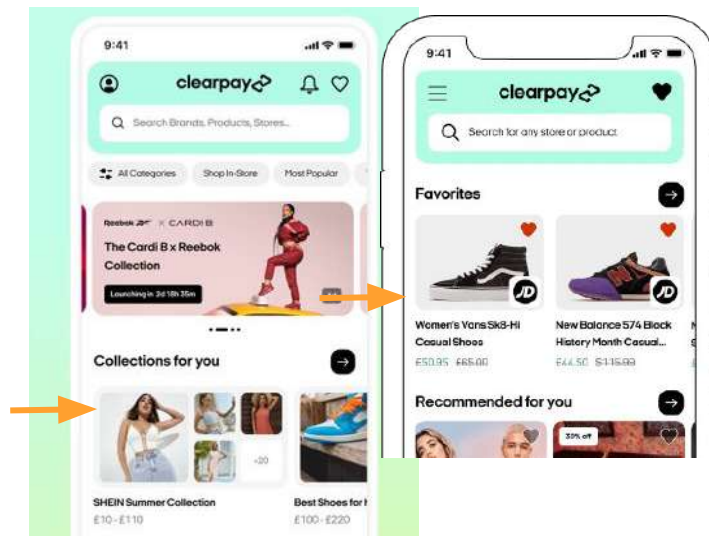 9:41
clearpay
Search Brands, Products, Stores...
All Categories
Shop In-Store
Most Popular
Reebok × CARDI B
The Cardi B x Reebok
Collection
Launching in 2d 18h 35m
Collections for you
+20
SHEIN Summer Collection
£10-£110
Best Shoes for
£100-£220
9:41
clearpay
Search for any store or product
Favorites
JD
JD
Women's Vans Sk8-Hi
Casual Shoes
£50.95 £65.00
New Balance 574 Black
History Month Casual...
£44.50 £115.99
Recommended for you
30% off